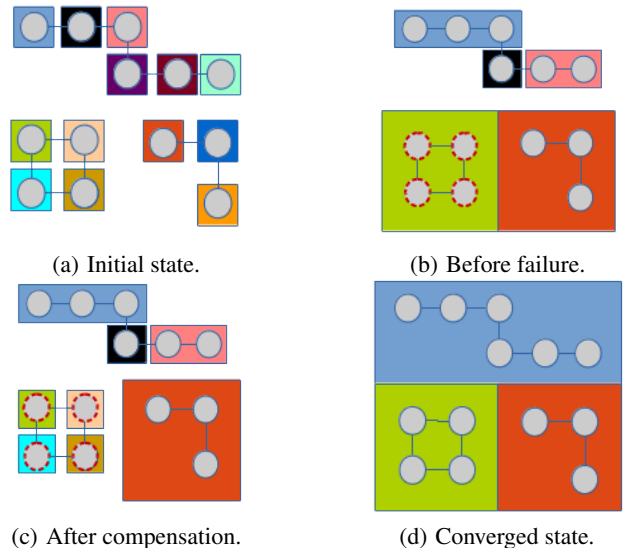 (a) Initial state.
(b) Before failure.
(c) After compensation.
(d) Converged state.